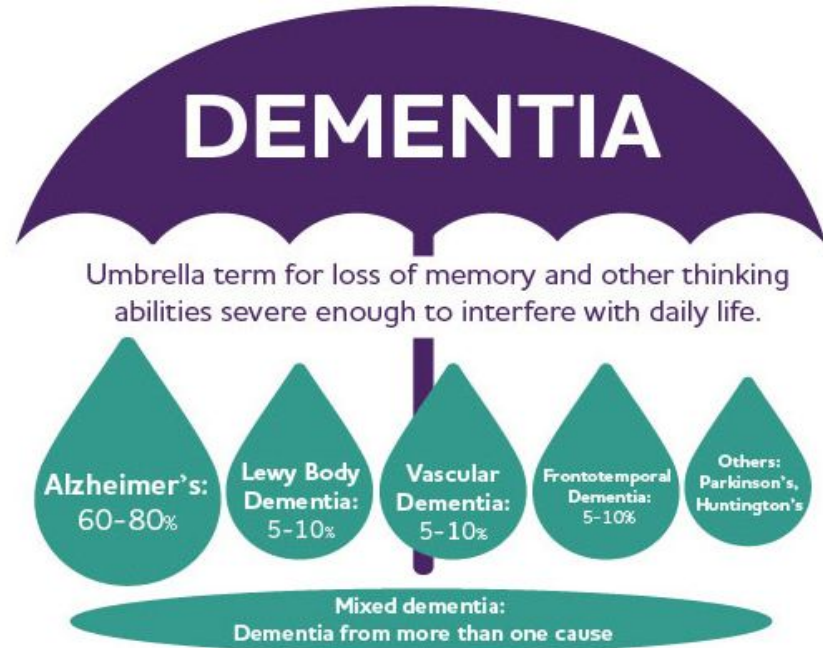 DEMENTIA
Umbrella term for loss of memory and other thinking
abilities severe enough to interfere with daily life.
Alzheimer's:
60-80%
Lewy Body
Dementia:
5-10%
Vascular
Dementia:
5-10%
Frontotemporal
Dementia:
5-10%
Others:
Parkinson's,
Huntington's
Mixed dementia:
Dementia from more than one cause